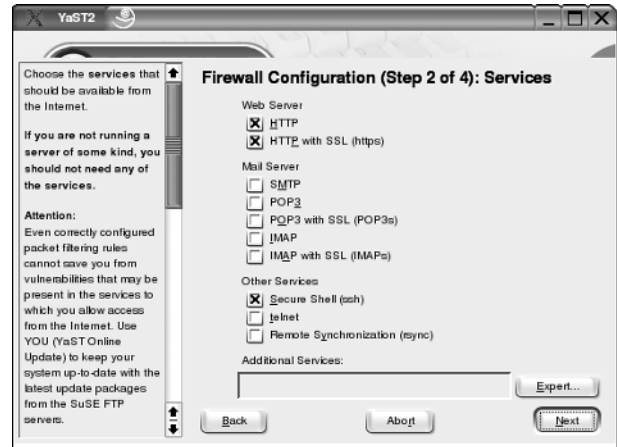 YaST2
Choose the services that
should be available from
the Internet.
If you are not running a
server of some kind, you
should not need any of
the services.
Attention:
Even correctly configured
packet filtering rules
cannot save you from
vulnerabilities that may be
present in the services to
which you allow access
from the Internet. Use
YOU (YaST Online
Update) to keep your
system up-to-date with the
latest update packages
from the SuSE FTP
servers.
Firewall Configuration (Step 2 of 4): Services
Web Server
HTTP
HTTP with SSL (https)
Mail Server
SMTP
POP3
POP3 with SSL (POP3s)
IMAP
IMAP with SSL (IMAPs)
Other Services
Secure Shell (ssh)
telnet
Remote Synchronization (rsync)
Additional Services:
Expert...
Back
Abort
Next